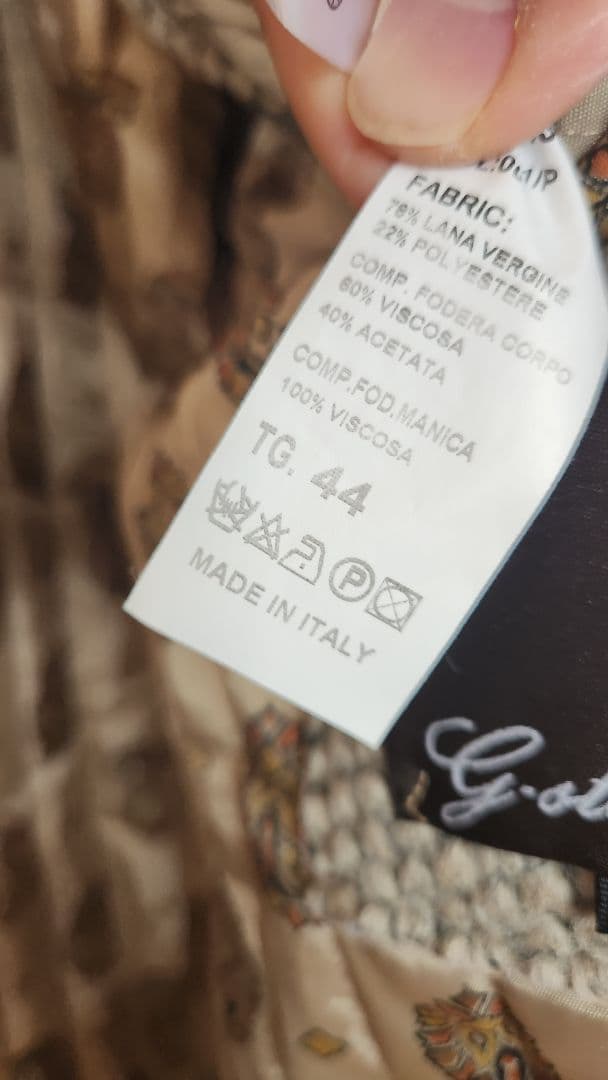 FABRIC:
78% LANA VERGINE
22% POLYESTERE
COMP. FODERA CORPO
60% VISCOSA
40% ACETATA
COMP.FOD.MANICA
100% VISCOSA
TG. 44
P
MADE IN ITALY